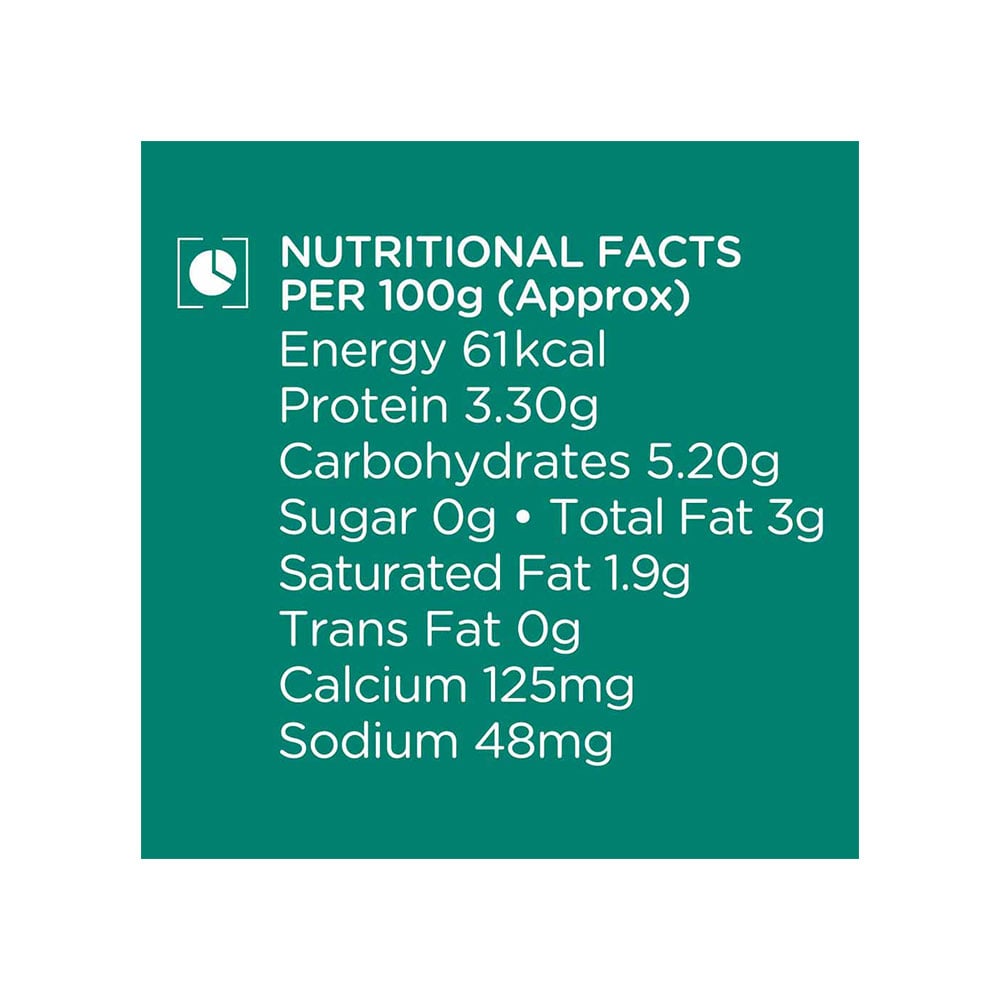 NUTRITIONAL FACTS
PER 100g (Approx)
Energy 61kcal
Protein 3.30g
Carbohydrates 5.20g
Sugar 0g • Total Fat 3g
Saturated Fat 1.9g
Trans Fat 0g
Calcium 125mg
Sodium 48mg